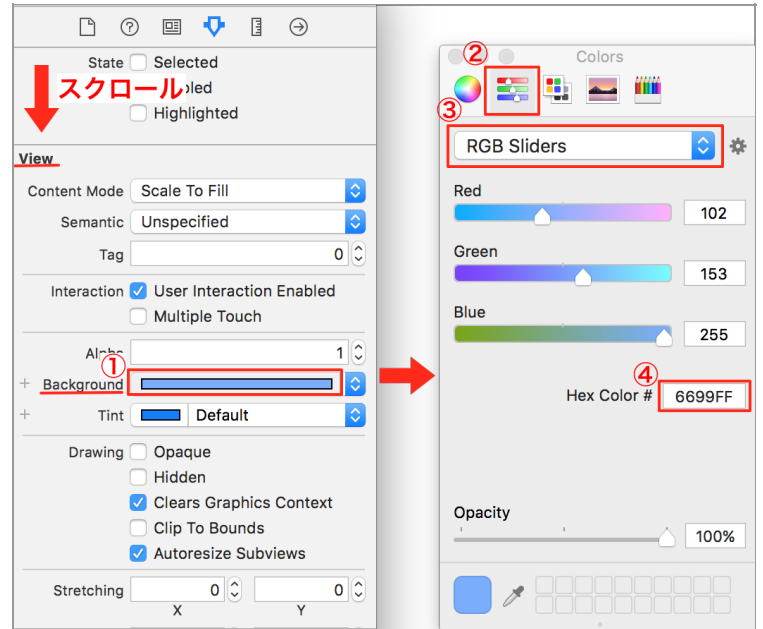 State Selected
スクロール bled
Highlighted
View
Content Mode Scale To Fill
Semantic Unspecified
Tag 0
Interaction User Interaction Enabled
Multiple Touch
Alpha 1
①
+ Background
+ Tint Default
Drawing Opaque
Hidden
Clears Graphics Context
Clip To Bounds
Autoresize Subviews
Stretching 0 0
X Y
② Colors
③
RGB Sliders
Red
102
Green
153
Blue
255
④
Hex Color # 6699FF
Opacity
100%